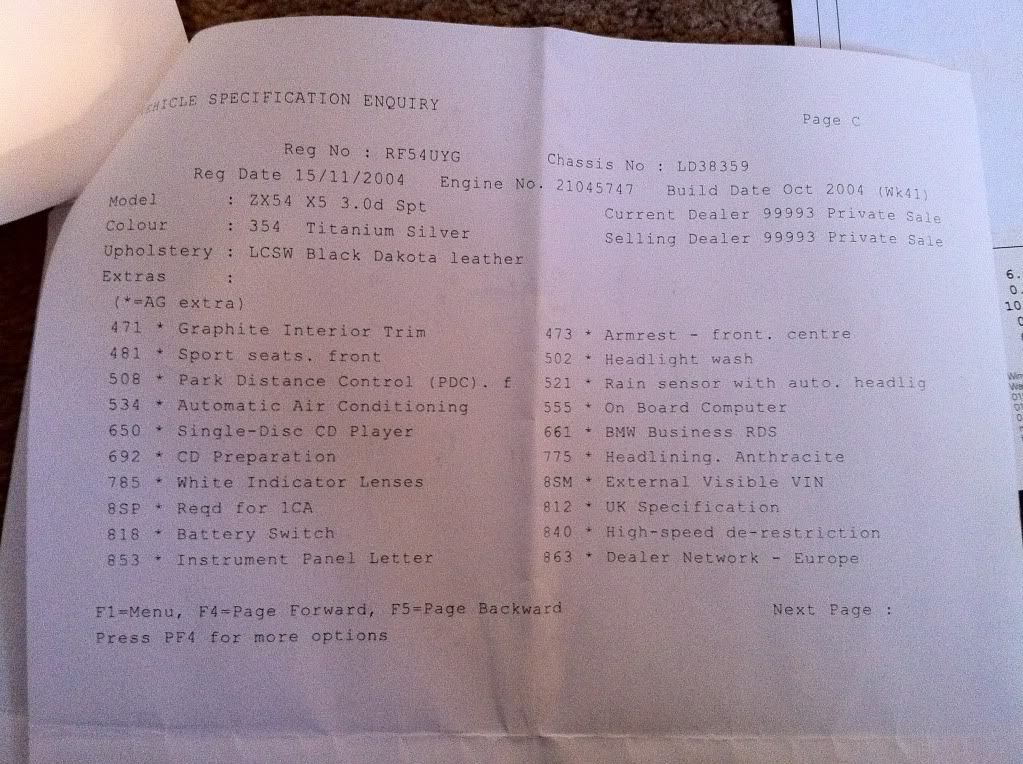 VEHICLE SPECIFICATION ENQUIRY
Page C
Reg No : RF54UYG Chassis No : LD38359
Reg Date 15/11/2004 Engine No. 21045747 Build Date Oct 2004 (Wk41)
Model : ZX54 X5 3.0d Spt Current Dealer 99993 Private Sale
Colour : 354 Titanium Silver Selling Dealer 99993 Private Sale
Upholstery : LCSW Black Dakota leather
Extras :
(*=AG extra)
471 * Graphite Interior Trim 473 * Armrest - front. centre
481 * Sport seats. front 502 * Headlight wash
508 * Park Distance Control (PDC). f 521 * Rain sensor with auto. headlig
534 * Automatic Air Conditioning 555 * On Board Computer
650 * Single-Disc CD Player 661 * BMW Business RDS
692 * CD Preparation 775 * Headlining. Anthracite
785 * White Indicator Lenses 8SM * External Visible VIN
8SP * Reqd for 1CA 812 * UK Specification
818 * Battery Switch 840 * High-speed de-restriction
853 * Instrument Panel Letter 863 * Dealer Network - Europe
F1=Menu, F4=Page Forward, F5=Page Backward Next Page :
Press PF4 for more options
6.
0.
10